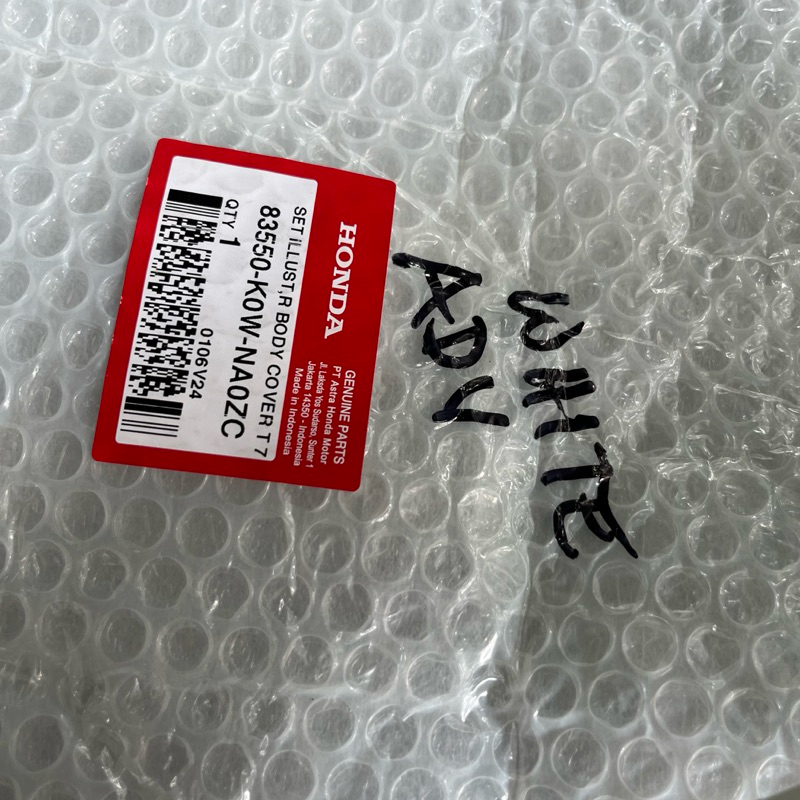 HONDA
GENUINE PARTS
PT Astra Honda Motor
Jl. Laksda Yos Sudarso, Sunter 1
Jakarta 14350 - Indonesia
Made in Indonesia
SET ILLUST,R BODY COVER T 7
83550-K0W-NA0ZC
QTY 1
0106V24
WHITE
ADV